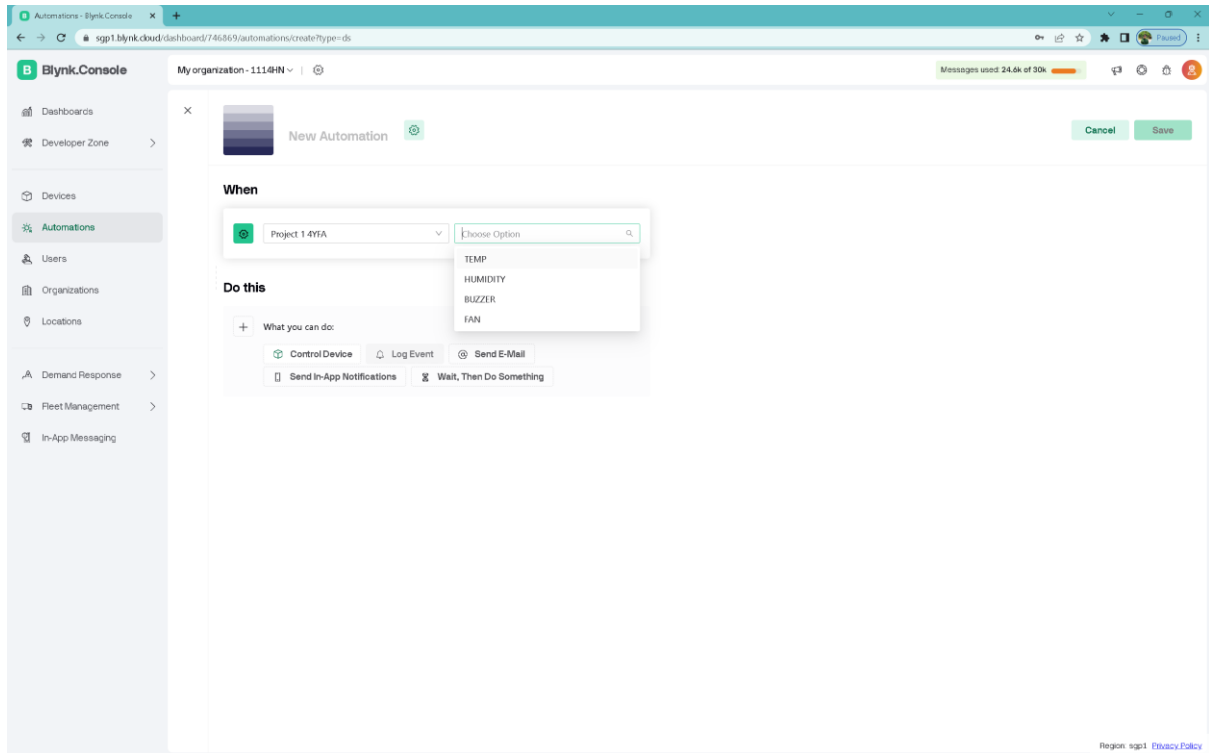 Automations - Blynk.Console
sgp1.blynk.cloud/dashboard/746869/automations/create?type=ds
Paused
B Blynk.Console
My organization - 1114HN
Messages used: 24.6k of 30k
Dashboards
Developer Zone
Devices
Automations
Users
Organizations
Locations
Demand Response
Fleet Management
In-App Messaging
New Automation
Cancel
Save
When
Project 1 4YFA
Choose Option
TEMP
HUMIDITY
BUZZER
FAN
Do this
What you can do:
Control Device
Log Event
Send E-Mail
Send In-App Notifications
Wait, Then Do Something
Region: sgp1 Privacy Policy